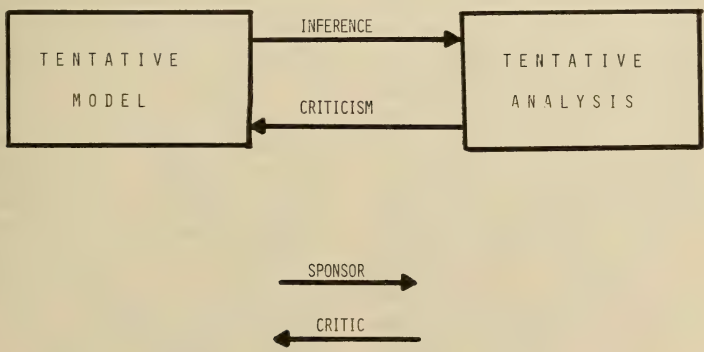 INFERENCE
TENTATIVE
MODEL
TENTATIVE
ANALYSIS
CRITICISM
SPONSOR
CRITIC